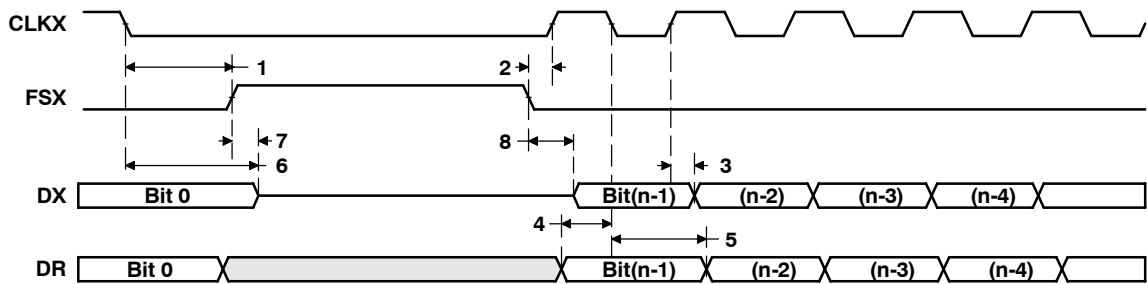 CLKX
1
2
FSX
7
8
6
3
DX
Bit 0
Bit(n-1)
(n-2)
(n-3)
(n-4)
4
5
DR
Bit 0
Bit(n-1)
(n-2)
(n-3)
(n-4)